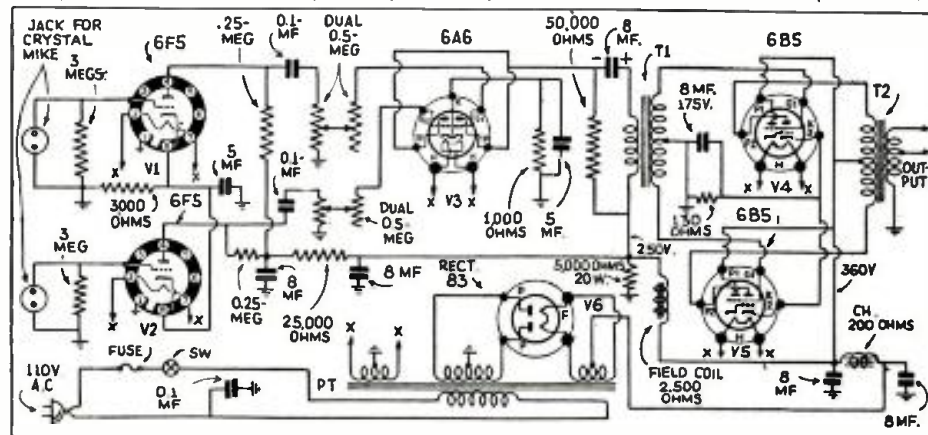 JACK FOR
CRYSTAL
MIKE
3
MEGS.
6F5
.25-
MEG
0.1-
MF
DUAL
0.5-
MEG
6A6
50,000
OHMS
8
MF.
- +
T1
6B5
8 MF.
175V.
T2
V1
5
MF
3000
OHMS
6F5
0.1-
MF
V3
1,000
OHMS
5
MF.
V4
130
OHMS
6B5
OUT-
PUT
3
MEG
DUAL
0.5-
MEG
250V.
0.25-
MEG
8
MF
25,000
OHMS
8 MF
RECT.
83
5,000 OHMS
20 W.
V6
360V
CH.
200 OHMS
V2
X
X
X
X
X
X
X
X
X
X
V5
FUSE
SW
110V
A.C
0.1
MF
PT
FIELD COIL
2,500
OHMS
8
MF
8 MF.